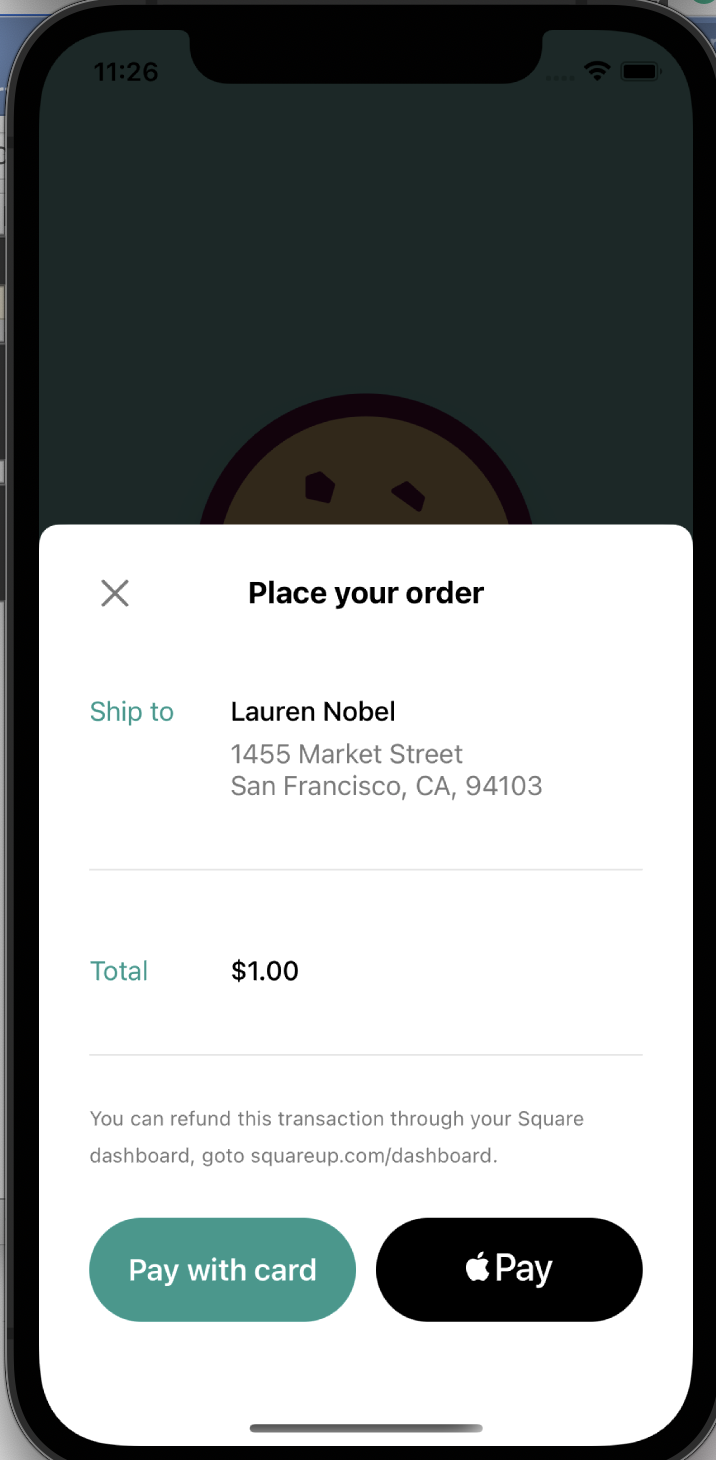 11:26
Place your order
Ship to
Lauren Nobel
1455 Market Street
San Francisco, CA, 94103
Total
$1.00
You can refund this transaction through your Square
dashboard, goto squareup.com/dashboard.
Pay with card
Pay